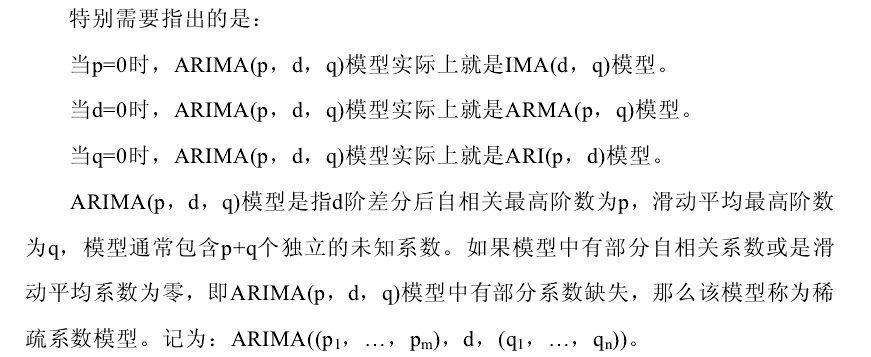 特别需要指出的是：
当p=0时，ARIMA(p，d，q)模型实际上就是IMA(d，q)模型。
当d=0时，ARIMA(p，d，q)模型实际上就是ARMA(p，q)模型。
当q=0时，ARIMA(p，d，q)模型实际上就是ARI(p，d)模型。
ARIMA(p，d，q)模型是指d阶差分后自相关最高阶数为p，滑动平均最高阶数
为q，模型通常包含p+q个独立的未知系数。如果模型中有部分自相关系数或是滑
动平均系数为零，即ARIMA(p，d，q)模型中有部分系数缺失，那么该模型称为稀
疏系数模型。记为：ARIMA((p₁，…，pₘ)，d，(q₁，…，qₙ))。